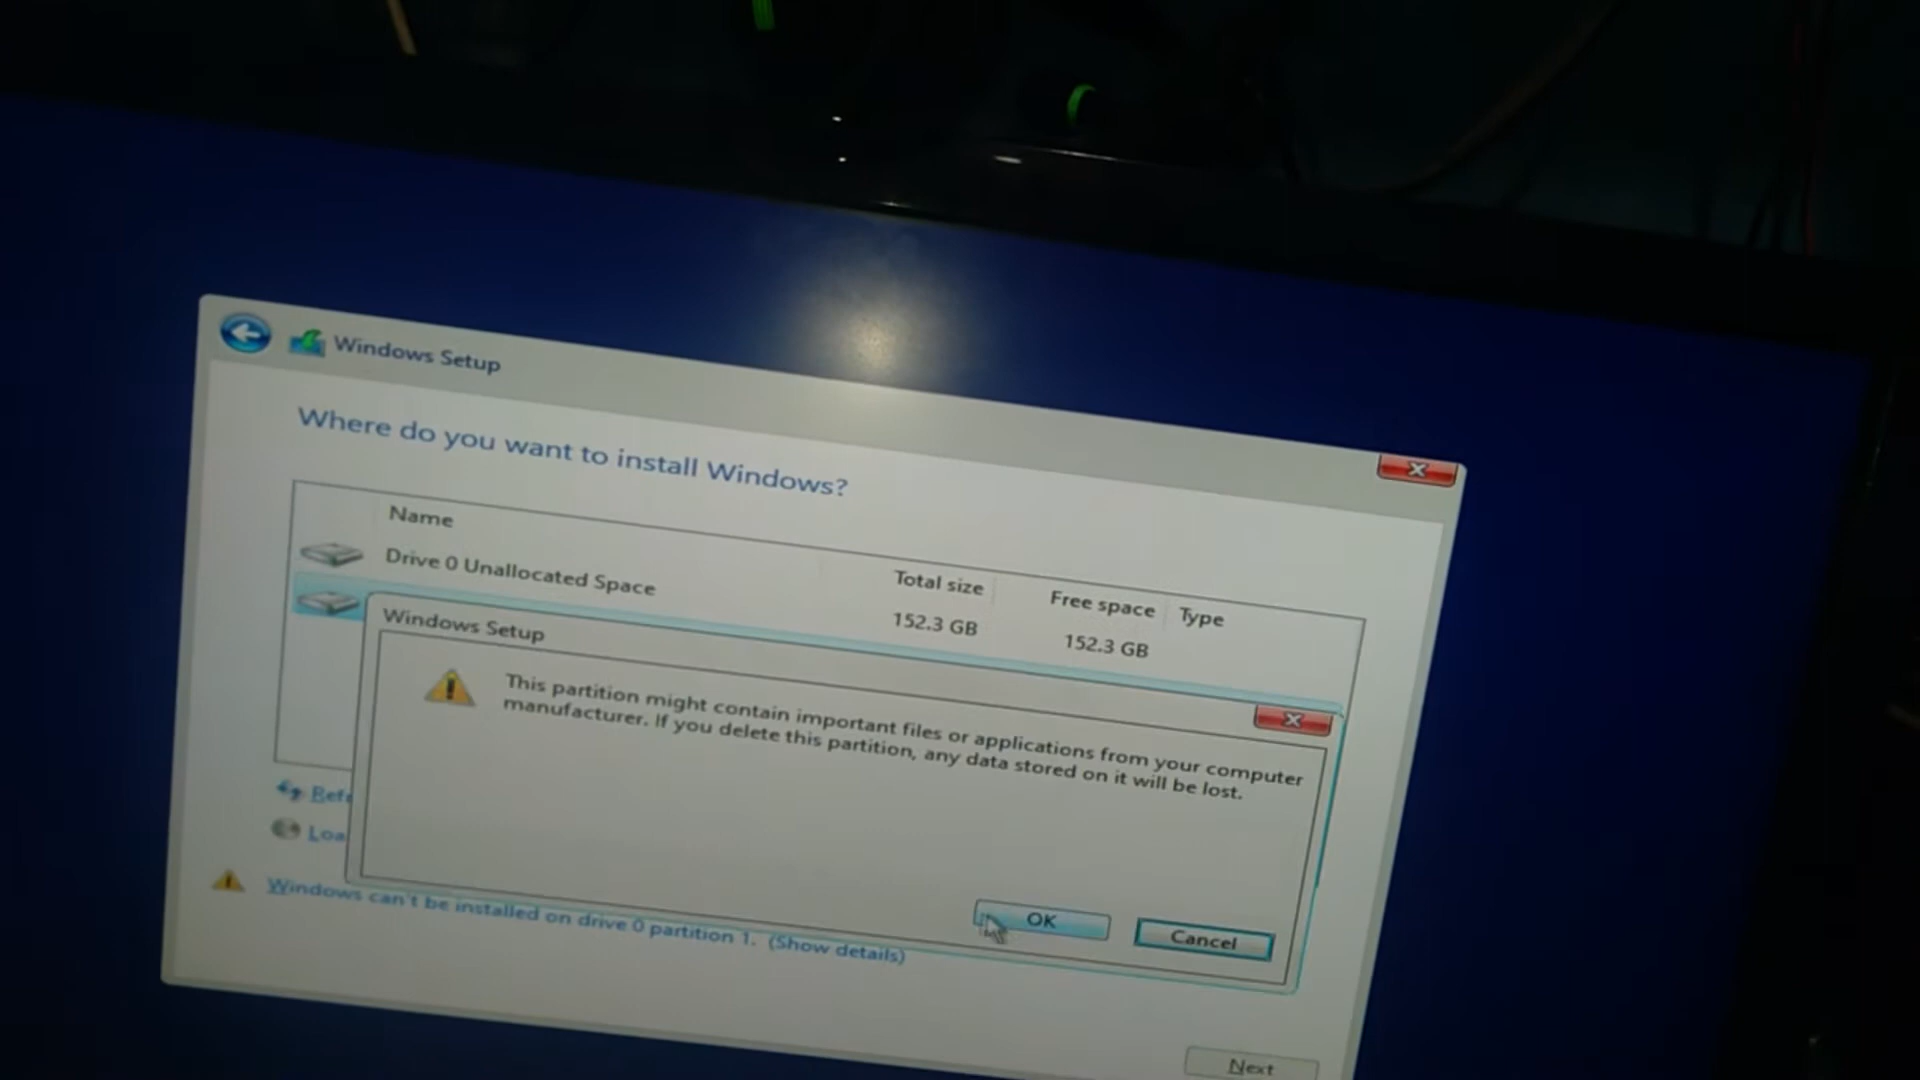 Windows Setup
Where do you want to install Windows?
Name Total size Free space Type
Drive 0 Unallocated Space 152.3 GB 152.3 GB
Windows Setup
This partition might contain important files or applications from your computer
manufacturer. If you delete this partition, any data stored on it will be lost.
OK Cancel
Refr
Loa
Windows can't be installed on drive 0 partition 1. (Show details)
Next